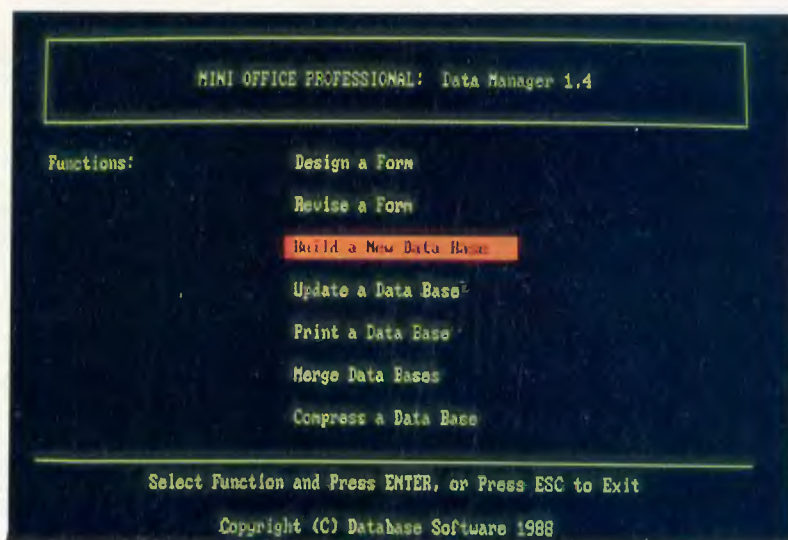 MINI OFFICE PROFESSIONAL: Data Manager 1.4
Functions: Design a Form
Revise a Form
Build a New Data Base
Update a Data Base
Print a Data Base
Merge Data Bases
Compress a Data Base
Select Function and Press ENTER, or Press ESC to Exit
Copyright (C) Database Software 1988